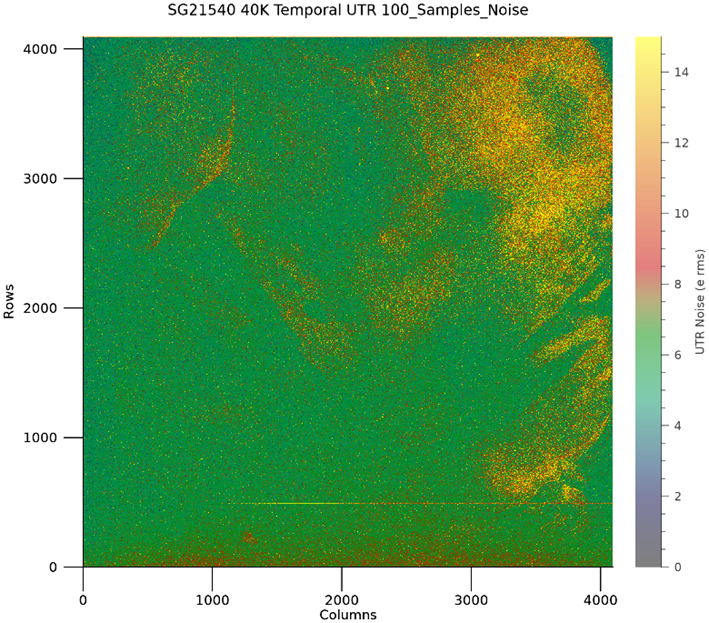 SG21540 40K Temporal UTR 100_Samples_Noise
4000
3000
2000
1000
0
Rows
0 1000 2000 3000 4000
Columns
14
12
10
8
6
4
2
0
UTR Noise (e rms)